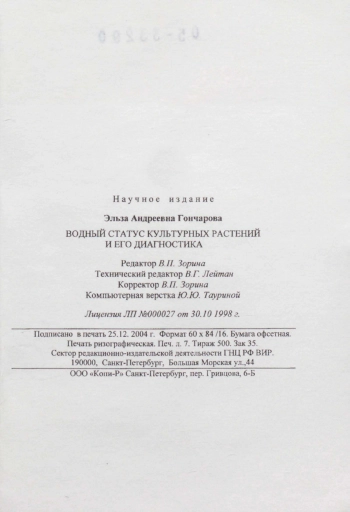 Научное издание
Эльза Андреевна Гончарова
ВОДНЫЙ СТАТУС КУЛЬТУРНЫХ РАСТЕНИЙ
И ЕГО ДИАГНОСТИКА
Редактор В.П. Зорина
Технический редактор В.Г. Лейтан
Корректор В.П. Зорина
Компьютерная верстка Ю.Ю. Тауриной
Лицензия ЛП №000027 от 30.10 1998 г.
Подписано в печать 25.12. 2004 г. Формат 60 х 84 /16. Бумага офсетная.
Печать ризографическая. Печ. л. 7. Тираж 500. Зак 35.
Сектор редакционно-издательской деятельности ГНЦ РФ ВИР.
190000, Санкт-Петербург, Большая Морская ул.,44
ООО «Копи-Р» Санкт-Петербург, пер. Гривцова, 6-Б